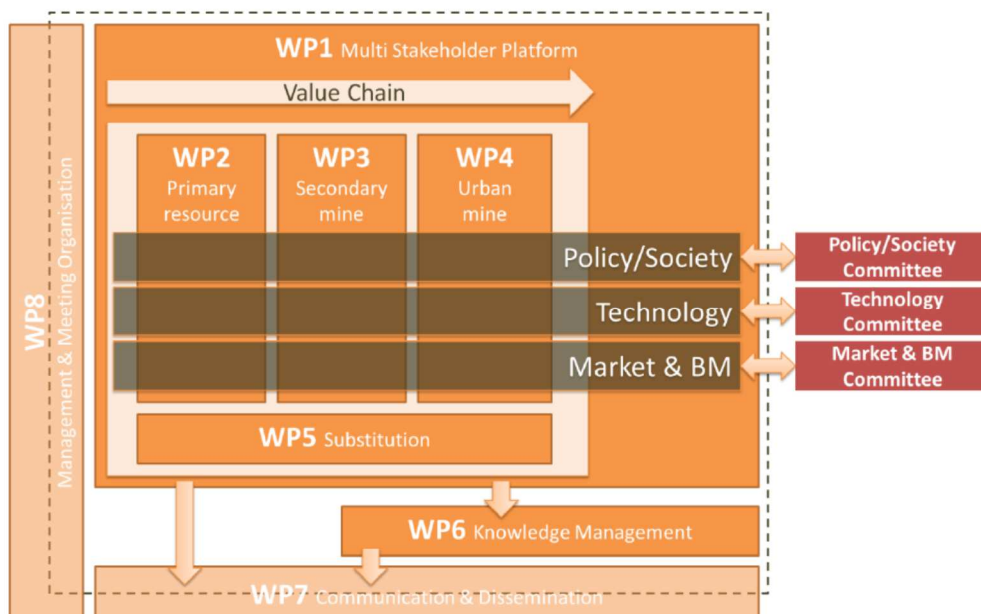 WP1 Multi Stakeholder Platform
Value Chain
WP2
Primary
resource
WP3
Secondary
mine
WP4
Urban
mine
Policy/Society
Technology
Market & BM
Policy/Society
Committee
Technology
Committee
Market & BM
Committee
WP5 Substitution
WP6 Knowledge Management
WP7 Communication & Dissemination
WP8
Management & Meeting Organisation